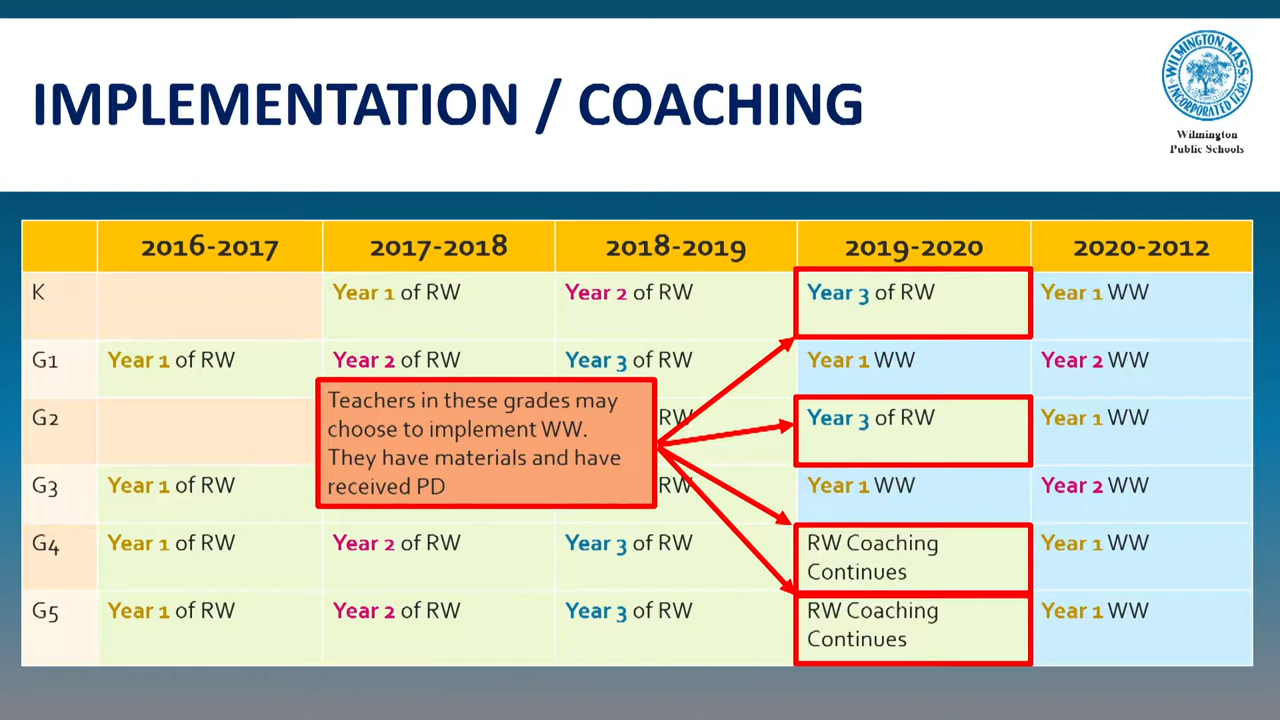 IMPLEMENTATION / COACHING
WILMINGTON, MASS.
INCORPORATED 1730.
Wilmington
Public Schools
2016-2017 2017-2018 2018-2019 2019-2020 2020-2012
K Year 1 of RW Year 2 of RW Year 3 of RW Year 1 WW
G1 Year 1 of RW Year 2 of RW Year 3 of RW Year 1 WW Year 2 WW
Teachers in these grades may
choose to implement WW.
They have materials and have
received PD
G2 RW Year 3 of RW Year 1 WW
G3 Year 1 of RW RW Year 1 WW Year 2 WW
G4 Year 1 of RW Year 2 of RW Year 3 of RW RW Coaching Year 1 WW
Continues
G5 Year 1 of RW Year 2 of RW Year 3 of RW RW Coaching Year 1 WW
Continues